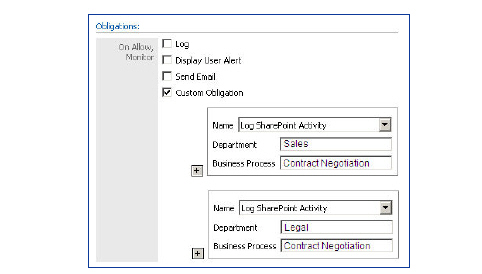 Obligations:
On Allow, Monitor
Log
Display User Alert
Send Email
Custom Obligation
Name Log SharePoint Activity
Department Sales
Business Process Contract Negotiation
+
Name Log SharePoint Activity
Department Legal
Business Process Contract Negotiation
+